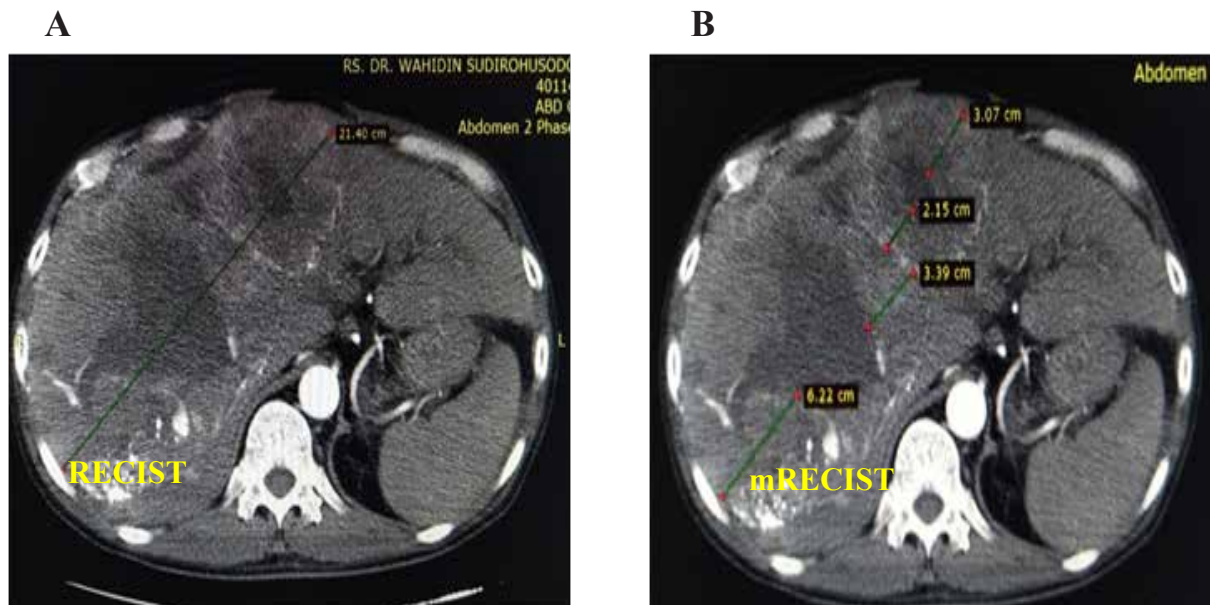 A
B
RS. DR. WAHIDIN SUDIROHUSOD
4011
ABD
Abdomen 2 Phase
21.40 cm
L
RECIST
Abdomen
3.07 cm
2.15 cm
3.39 cm
6.22 cm
mRECIST